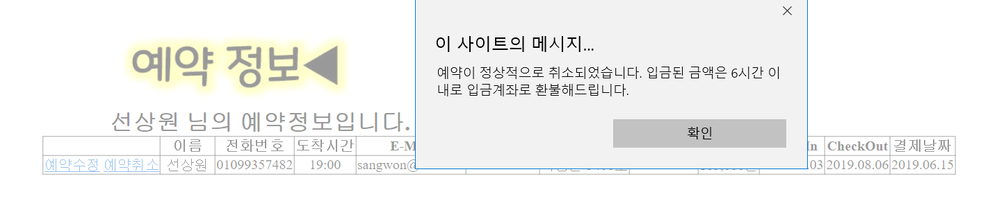 예약 정보◀
이 사이트의 메시지...
예약이 정상적으로 취소되었습니다. 입금된 금액은 6시간 이
내로 입금계좌로 환불해드립니다.
확인
선상원 님의 예약정보입니다.
이름 전화번호 도착시간 E-M In CheckOut 결제날짜
예약수정 예약취소 선상원 01099357482 19:00 sangwon@ 03 2019.08.06 2019.06.15